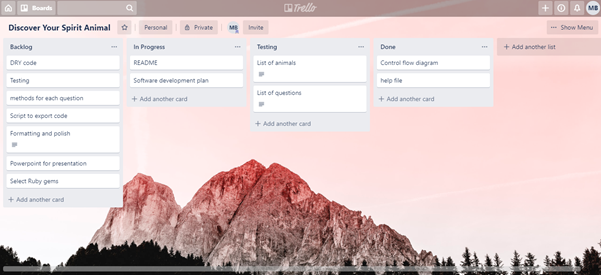 Boards
Trello
MB
Discover Your Spirit Animal
Personal
Private
MB
Invite
Show Menu
Backlog
DRY code
Testing
methods for each question
Script to export code
Formatting and polish
Powerpoint for presentation
Select Ruby gems
+ Add another card
In Progress
README
Software development plan
+ Add another card
Testing
List of animals
List of questions
+ Add another card
Done
Control flow diagram
help file
+ Add another card
+ Add another list